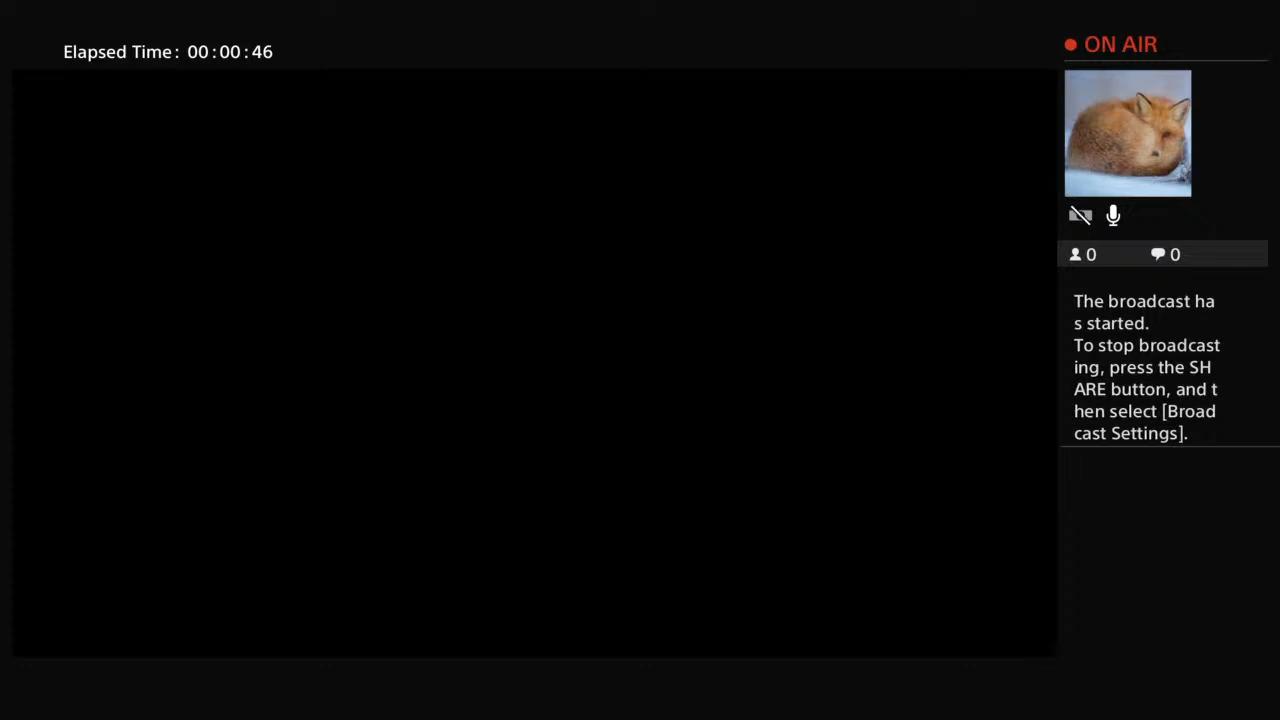 Elapsed Time: 00:00:46
ON AIR
0 0
The broadcast ha
s started.
To stop broadcast
ing, press the SH
ARE button, and t
hen select [Broad
cast Settings].